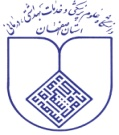 دانشگاه علوم پزشکی و خدمات بهداشتی، درمانی
استان اصفهان